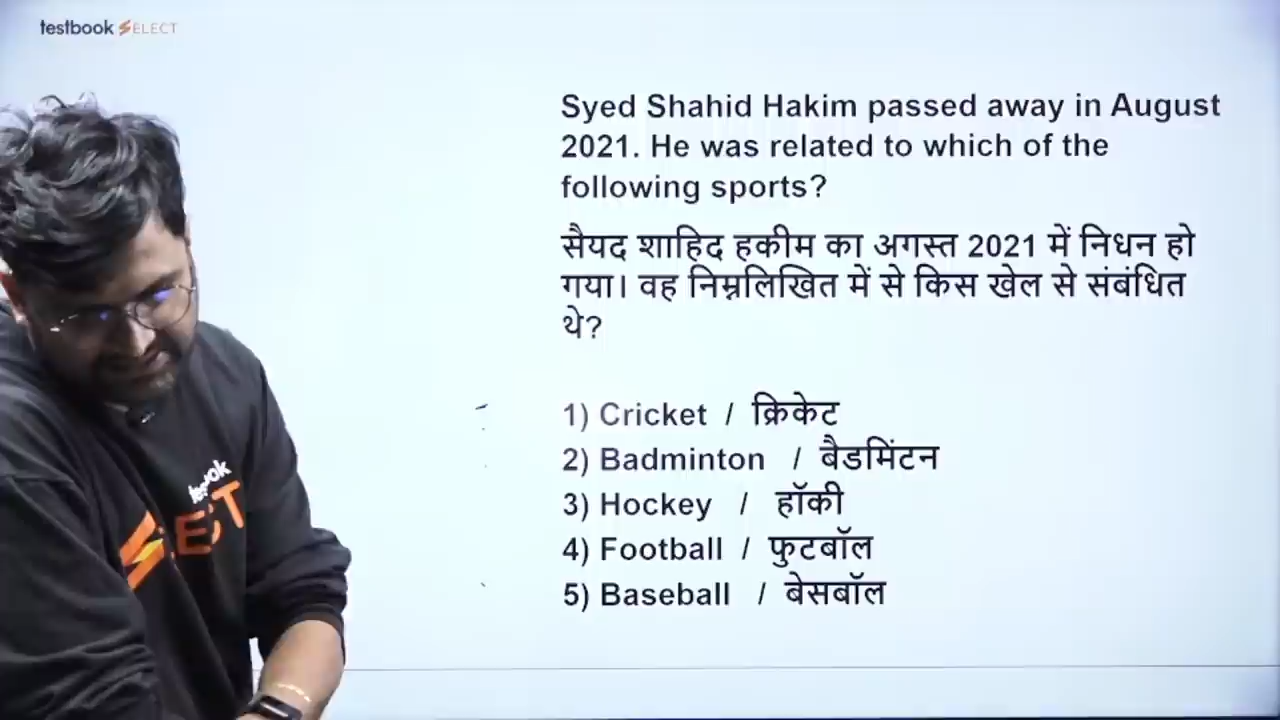 testbook SELECT
Syed Shahid Hakim passed away in August
2021. He was related to which of the
following sports?
सैयद शाहिद हकीम का अगस्त 2021 में निधन हो
गया। वह निम्नलिखित में से किस खेल से संबंधित
थे?
1) Cricket / क्रिकेट
2) Badminton / बैडमिंटन
3) Hockey / हॉकी
4) Football / फुटबॉल
5) Baseball / बेसबॉल